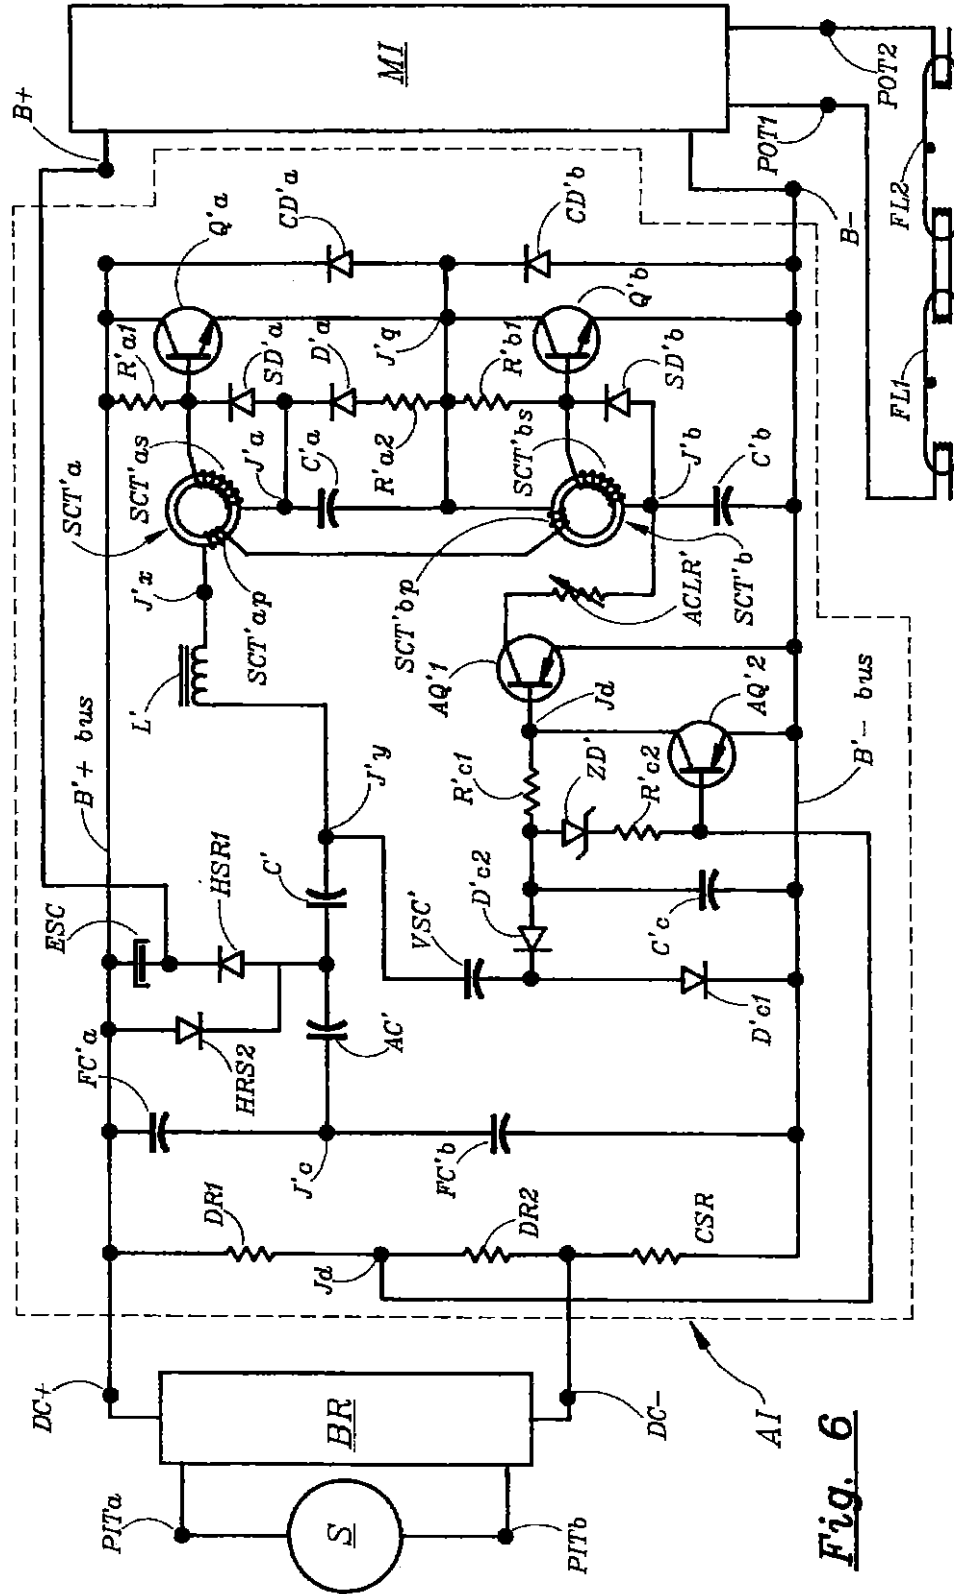 B+
MI
POT2
POT1
FL2
FL1
B-
Q'a
CD'a
CD'b
Q'b
R'a1
SD'a
D'a
J'q
R'b1
SD'b
SCT'a
SCT'as
J'a
C'a
R'a2
SCT'bs
J'b
C'b
J'x
SCT'ap
SCT'bp
ACLR'
SCT'b
L'
AQ'1
Jd
AQ'2
B'+ bus
J'y
R'c1
ZD'
R'c2
B'- bus
ESC
HSR1
C'
VSC'
D'c2
C'c
FC'a
HRS2
AC'
D'c1
J'c
FC'b
DR1
Jd
DR2
CSR
DC+
BR
DC-
AI
PITa
S
PITb
Fig. 6